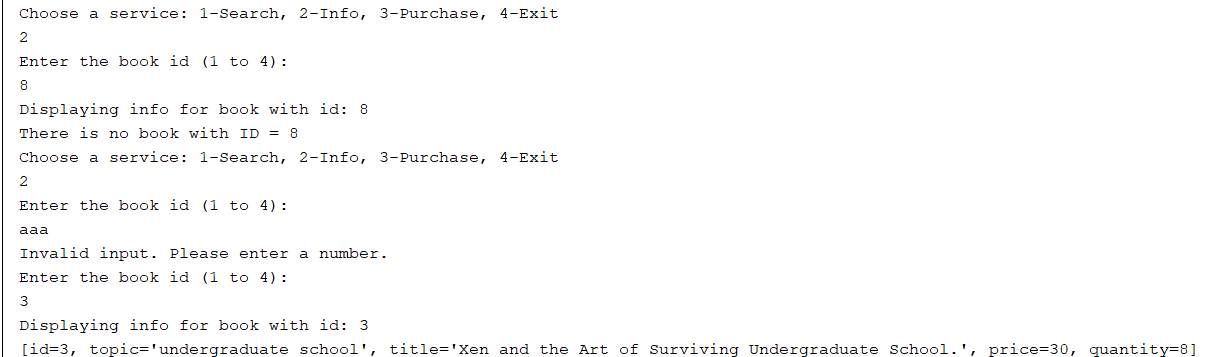 Choose a service: 1-Search, 2-Info, 3-Purchase, 4-Exit
2
Enter the book id (1 to 4):
8
Displaying info for book with id: 8
There is no book with ID = 8
Choose a service: 1-Search, 2-Info, 3-Purchase, 4-Exit
2
Enter the book id (1 to 4):
aaa
Invalid input. Please enter a number.
Enter the book id (1 to 4):
3
Displaying info for book with id: 3
[id=3, topic='undergraduate school', title='Xen and the Art of Surviving Undergraduate School.', price=30, quantity=8]